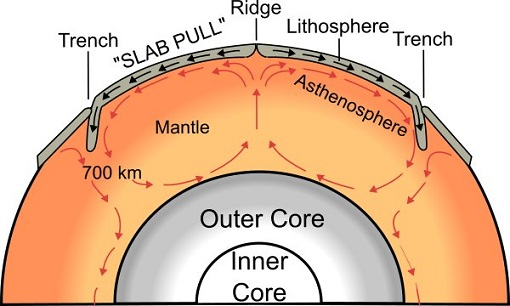 Ridge
Trench
"SLAB PULL"
Lithosphere
Trench
Asthenosphere
Mantle
700 km
Outer Core
Inner
Core